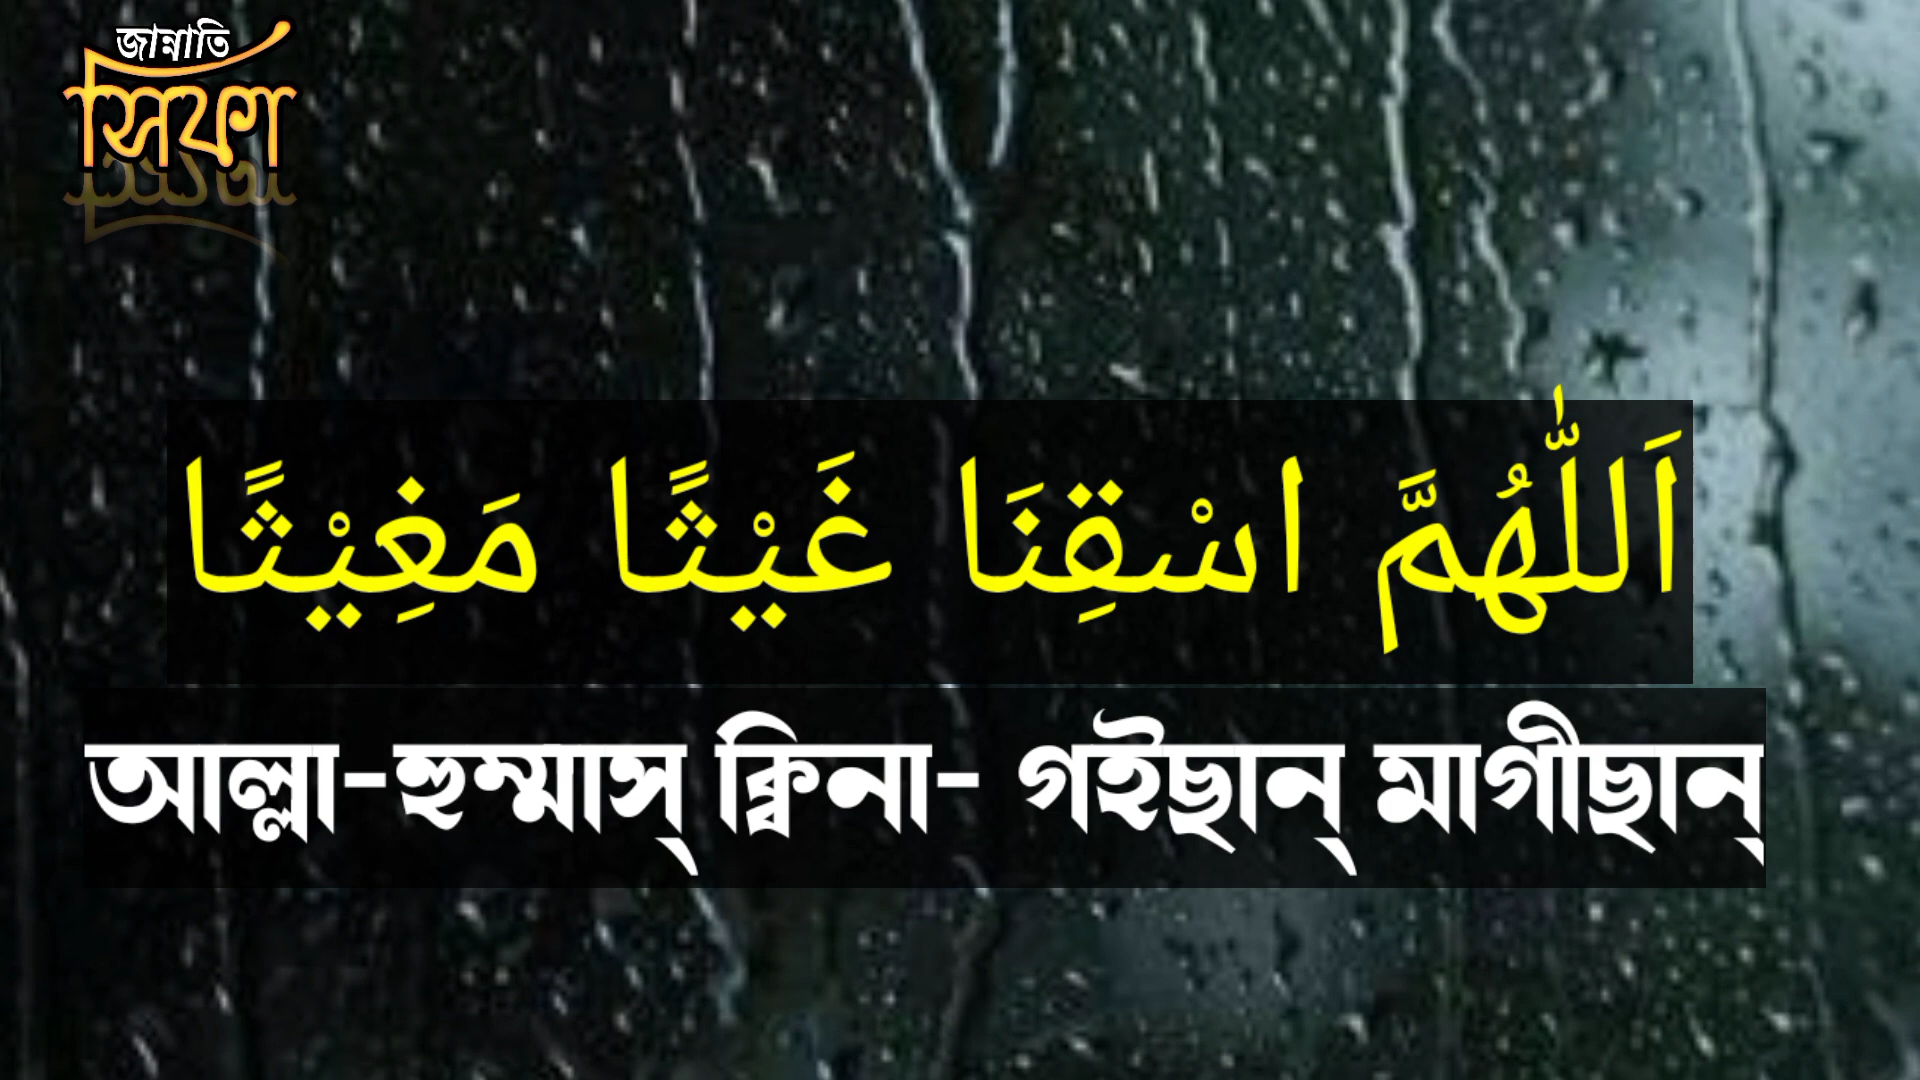 জান্নাতি
সিফা
اَللّٰهُمَّ اسْقِنَا غَيْثًا مَغِيْثًا
আল্লা-হুম্মাস্ ক্বিনা- গইছান্ মাগীছান্